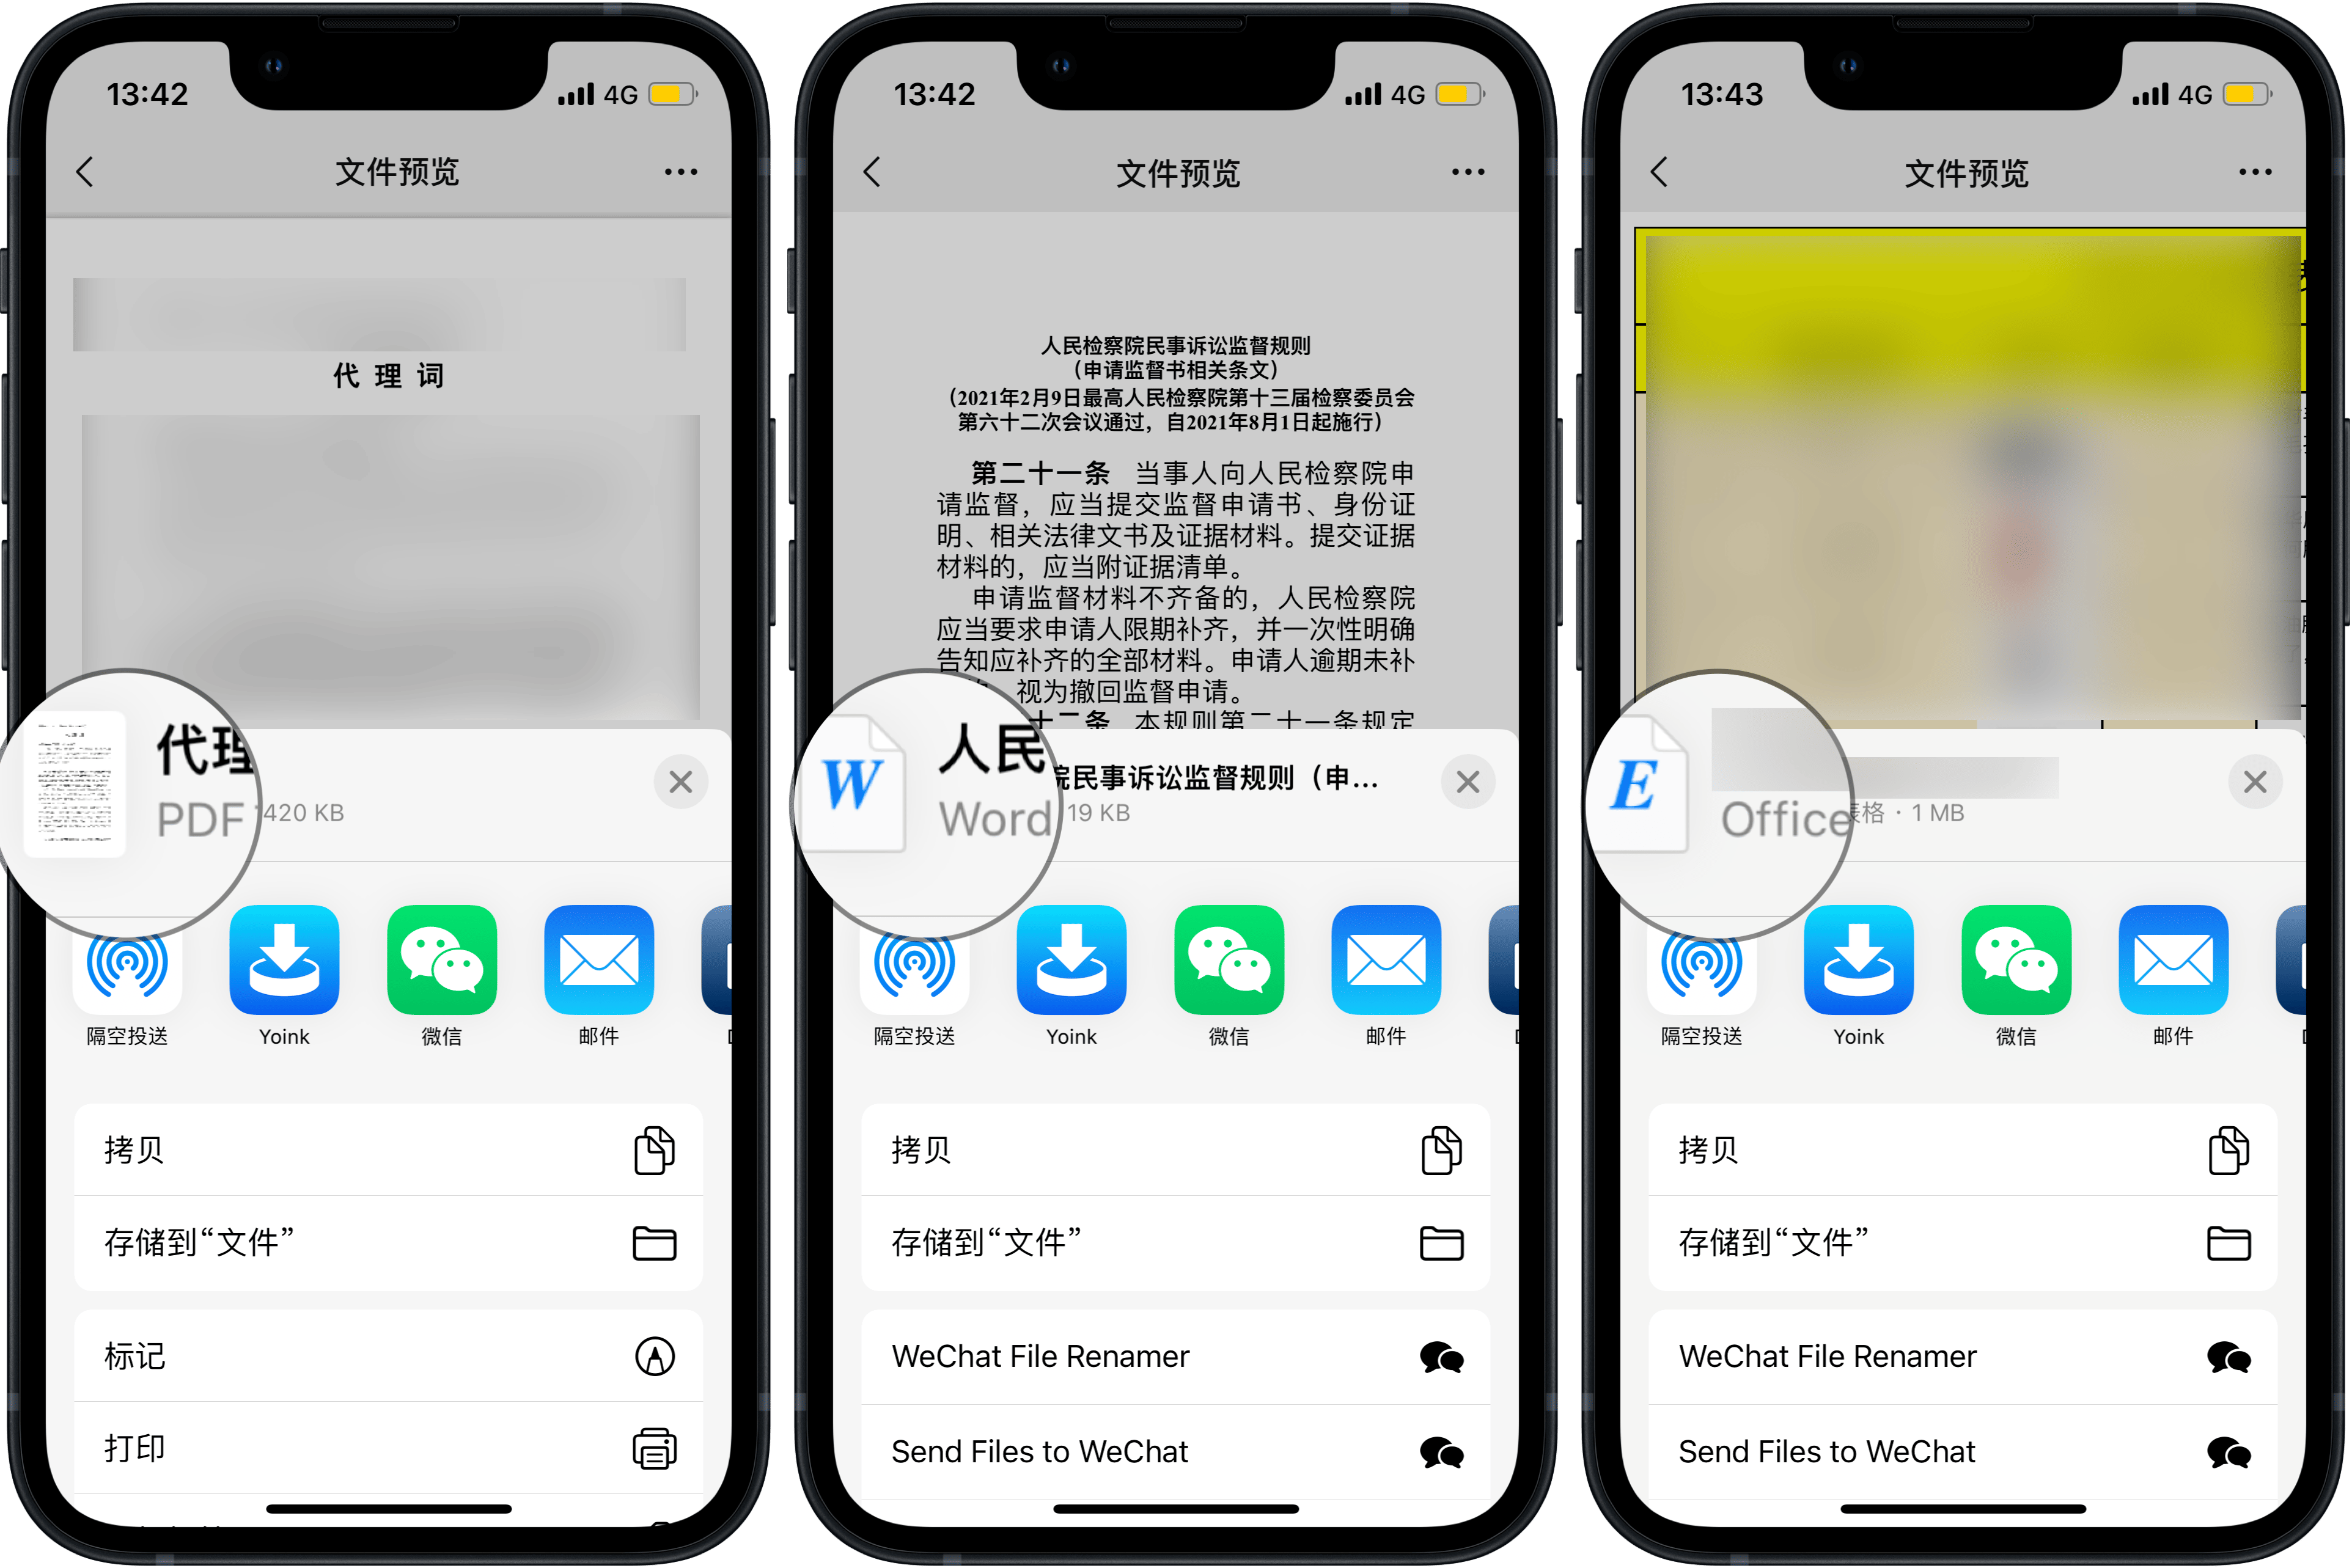 13:42
4G
文件预览
代 理 词
代理
PDF
420 KB
隔空投送
Yoink
微信
邮件
拷贝
存储到“文件”
标记
打印
13:42
4G
文件预览
人民检察院民事诉讼监督规则
（申请监督书相关条文）
（2021年2月9日最高人民检察院第十三届检察委员会
第六十二次会议通过，自2021年8月1日起施行）
第二十一条 当事人向人民检察院申
请监督，应当提交监督申请书、身份证
明、相关法律文书及证据材料。提交证据
材料的，应当附证据清单。
申请监督材料不齐备的，人民检察院
应当要求申请人限期补齐，并一次性明确
告知应补齐的全部材料。申请人逾期未补
视为撤回监督申请。
十二条 本规则第二十一条规定
人民
院民事诉讼监督规则（申...
Word
19 KB
隔空投送
Yoink
微信
邮件
拷贝
存储到“文件”
WeChat File Renamer
Send Files to WeChat
13:43
4G
文件预览
Office
表格 · 1 MB
隔空投送
Yoink
微信
邮件
拷贝
存储到“文件”
WeChat File Renamer
Send Files to WeChat